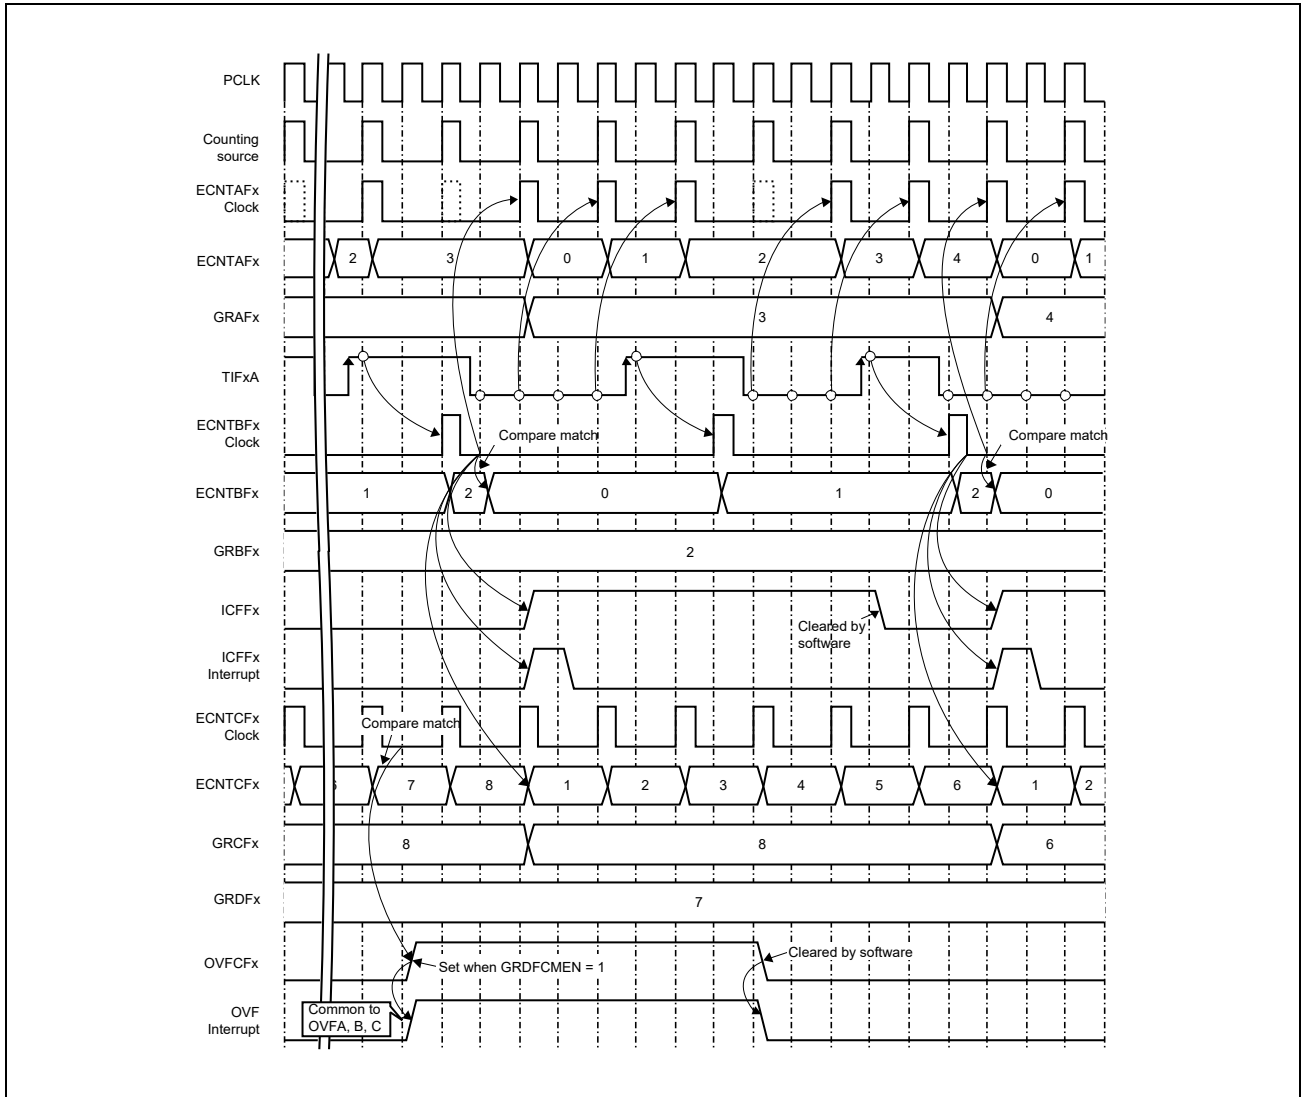 PCLK
Counting
source
ECNTAFx
Clock
ECNTAFx
2 3 0 1 2 3 4 0 1
GRAFx
3 4
TIFxA
ECNTBFx
Clock
Compare match
Compare match
ECNTBFx
1 2 0 1 2 0
GRBFx
2
ICFFx
Cleared by
software
ICFFx
Interrupt
ECNTCFx
Clock
Compare match
ECNTCFx
6 7 8 1 2 3 4 5 6 1 2
GRCFx
8 8 6
GRDFx
7
OVFCFx
Set when GRDFCMEN = 1
Cleared by software
OVF
Interrupt
Common to
OVFA, B, C